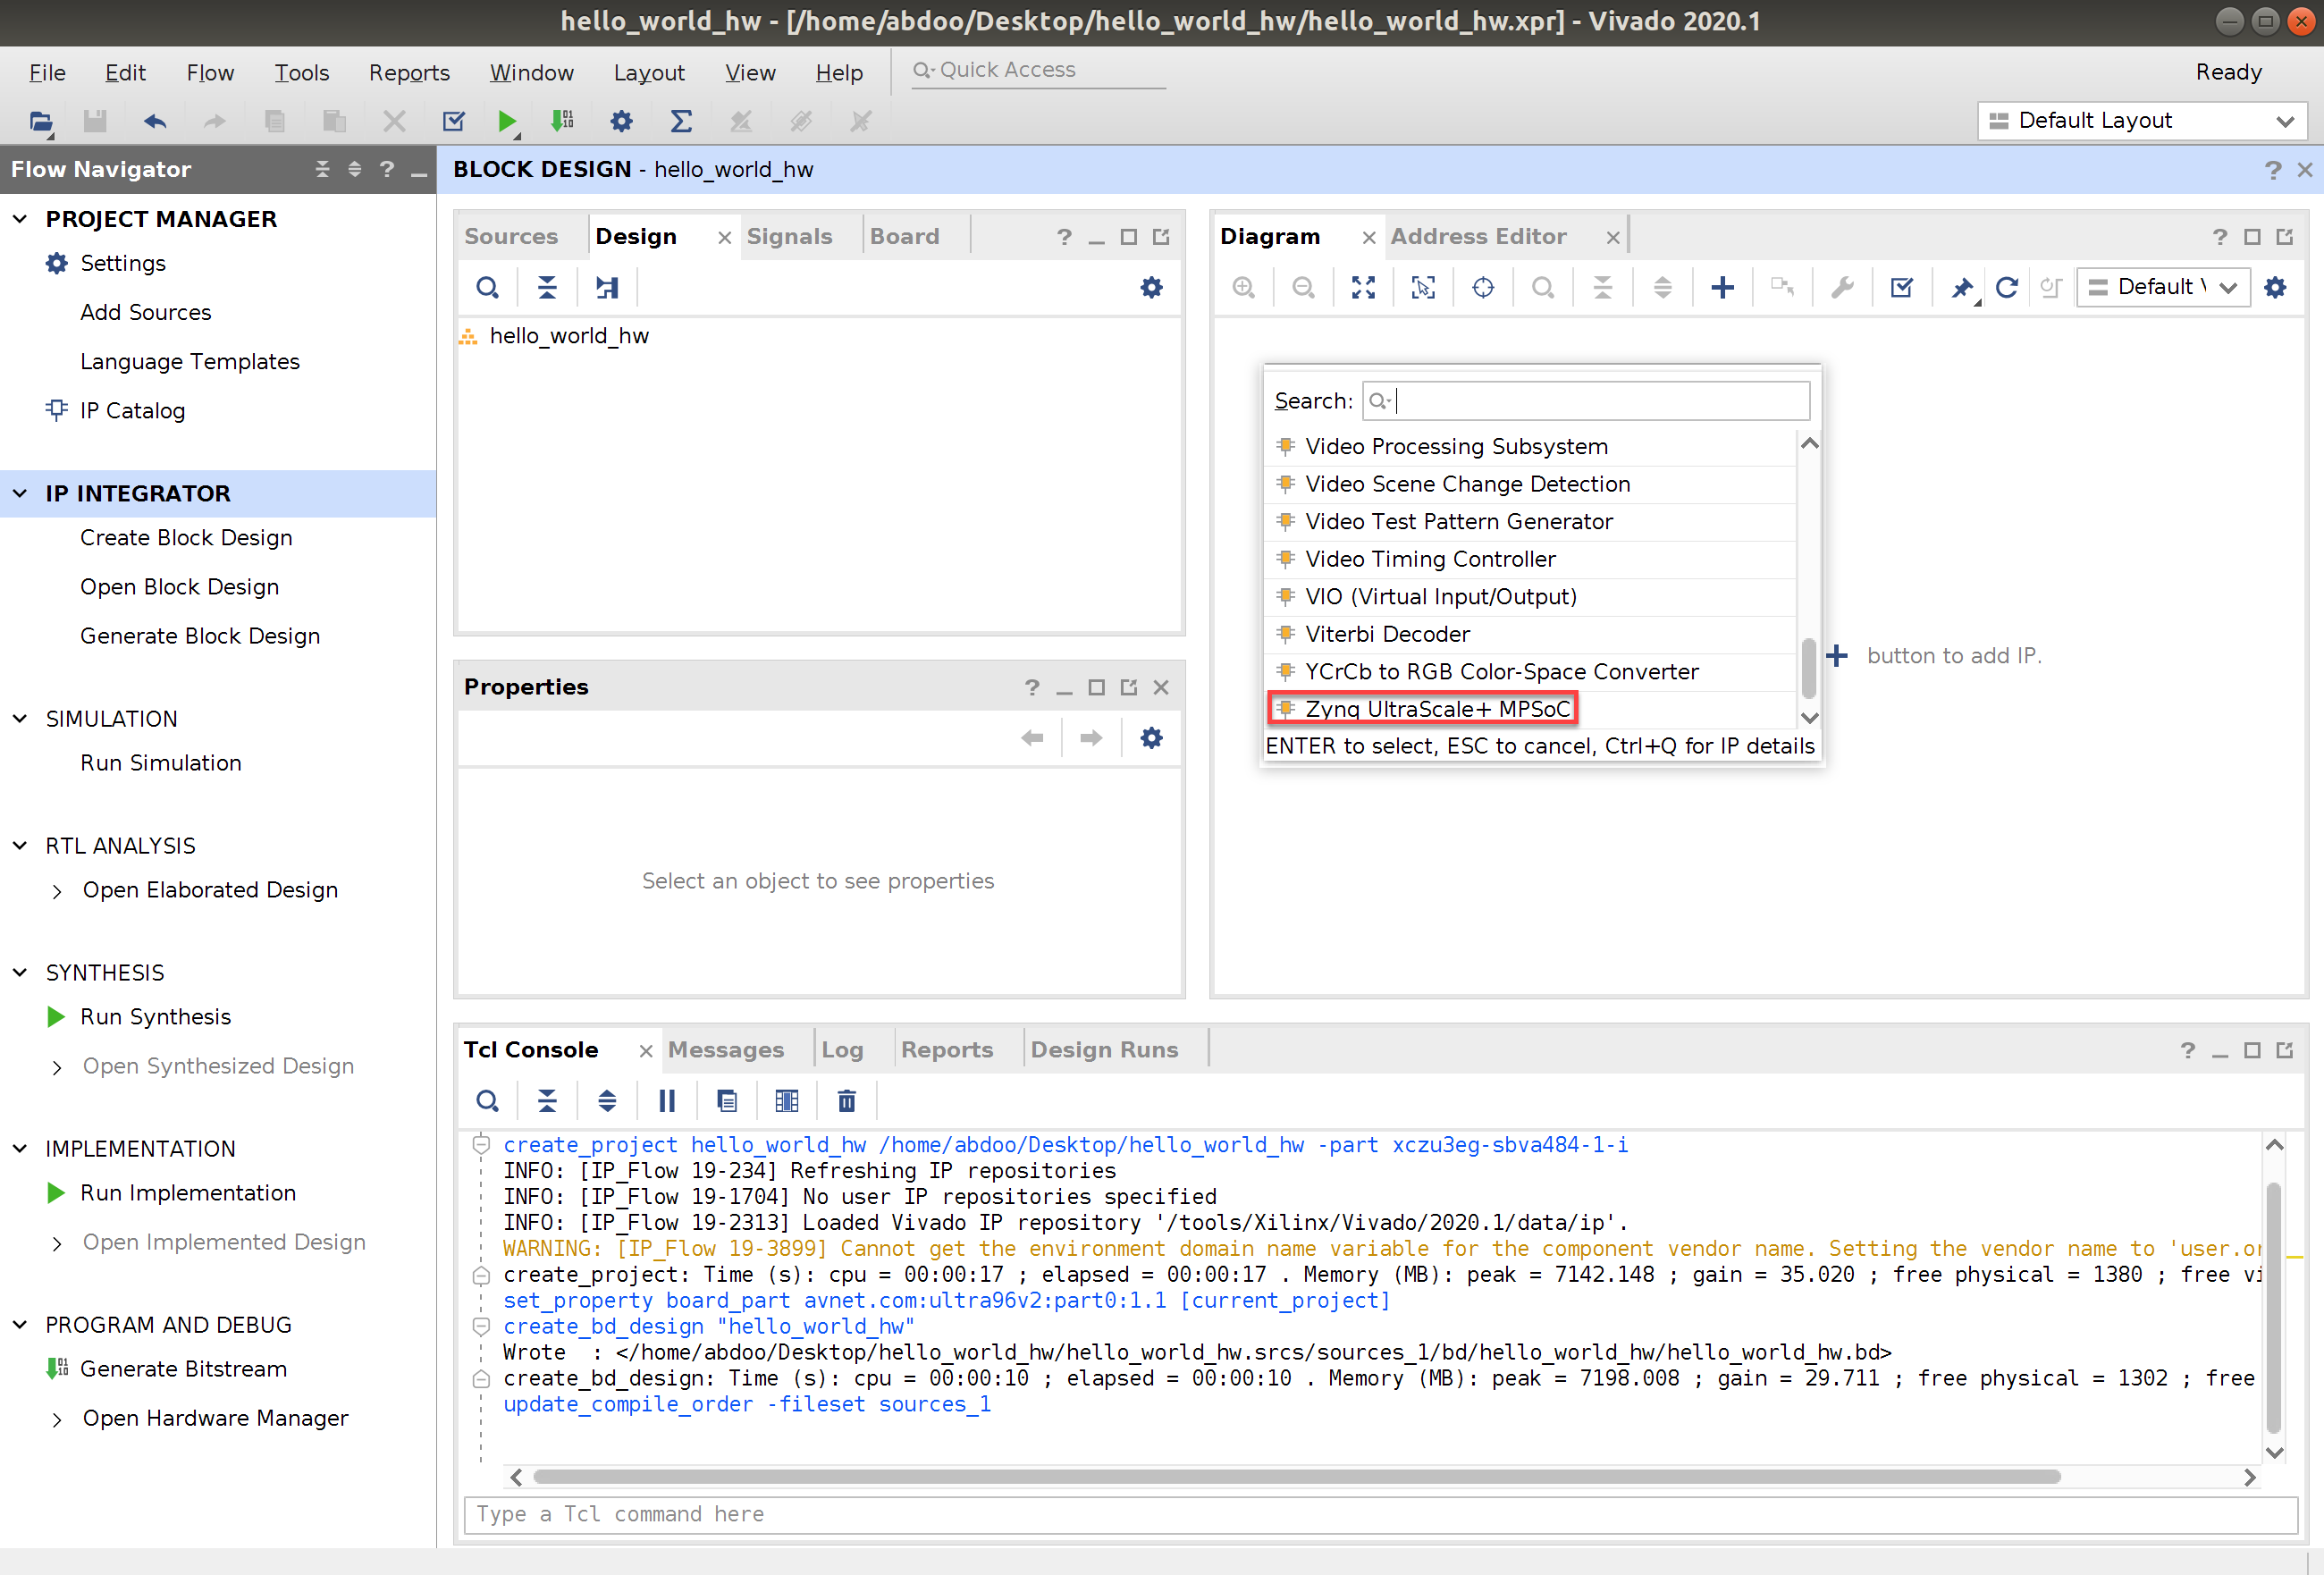 hello_world_hw - [/home/abdoo/Desktop/hello_world_hw/hello_world_hw.xpr] - Vivado 2020.1
File Edit Flow Tools Reports Window Layout View Help Quick Access Ready
Default Layout
Flow Navigator
PROJECT MANAGER
Settings
Add Sources
Language Templates
IP Catalog
IP INTEGRATOR
Create Block Design
Open Block Design
Generate Block Design
SIMULATION
Run Simulation
RTL ANALYSIS
Open Elaborated Design
SYNTHESIS
Run Synthesis
Open Synthesized Design
IMPLEMENTATION
Run Implementation
Open Implemented Design
PROGRAM AND DEBUG
Generate Bitstream
Open Hardware Manager
BLOCK DESIGN - hello_world_hw
Sources Design Signals Board
hello_world_hw
Properties
Select an object to see properties
Diagram Address Editor
Default
Search:
Video Processing Subsystem
Video Scene Change Detection
Video Test Pattern Generator
Video Timing Controller
VIO (Virtual Input/Output)
Viterbi Decoder
YCrCb to RGB Color-Space Converter
Zynq UltraScale+ MPSoC
ENTER to select, ESC to cancel, Ctrl+Q for IP details
button to add IP.
Tcl Console Messages Log Reports Design Runs
create_project hello_world_hw /home/abdoo/Desktop/hello_world_hw -part xczu3eg-sbva484-1-i
INFO: [IP_Flow 19-234] Refreshing IP repositories
INFO: [IP_Flow 19-1704] No user IP repositories specified
INFO: [IP_Flow 19-2313] Loaded Vivado IP repository '/tools/Xilinx/Vivado/2020.1/data/ip'.
WARNING: [IP_Flow 19-3899] Cannot get the environment domain name variable for the component vendor name. Setting the vendor name to 'user.or
create_project: Time (s): cpu = 00:00:17 ; elapsed = 00:00:17 . Memory (MB): peak = 7142.148 ; gain = 35.020 ; free physical = 1380 ; free vi
set_property board_part avnet.com:ultra96v2:part0:1.1 [current_project]
create_bd_design "hello_world_hw"
Wrote : </home/abdoo/Desktop/hello_world_hw/hello_world_hw.srcs/sources_1/bd/hello_world_hw/hello_world_hw.bd>
create_bd_design: Time (s): cpu = 00:00:10 ; elapsed = 00:00:10 . Memory (MB): peak = 7198.008 ; gain = 29.711 ; free physical = 1302 ; free
update_compile_order -fileset sources_1
Type a Tcl command here